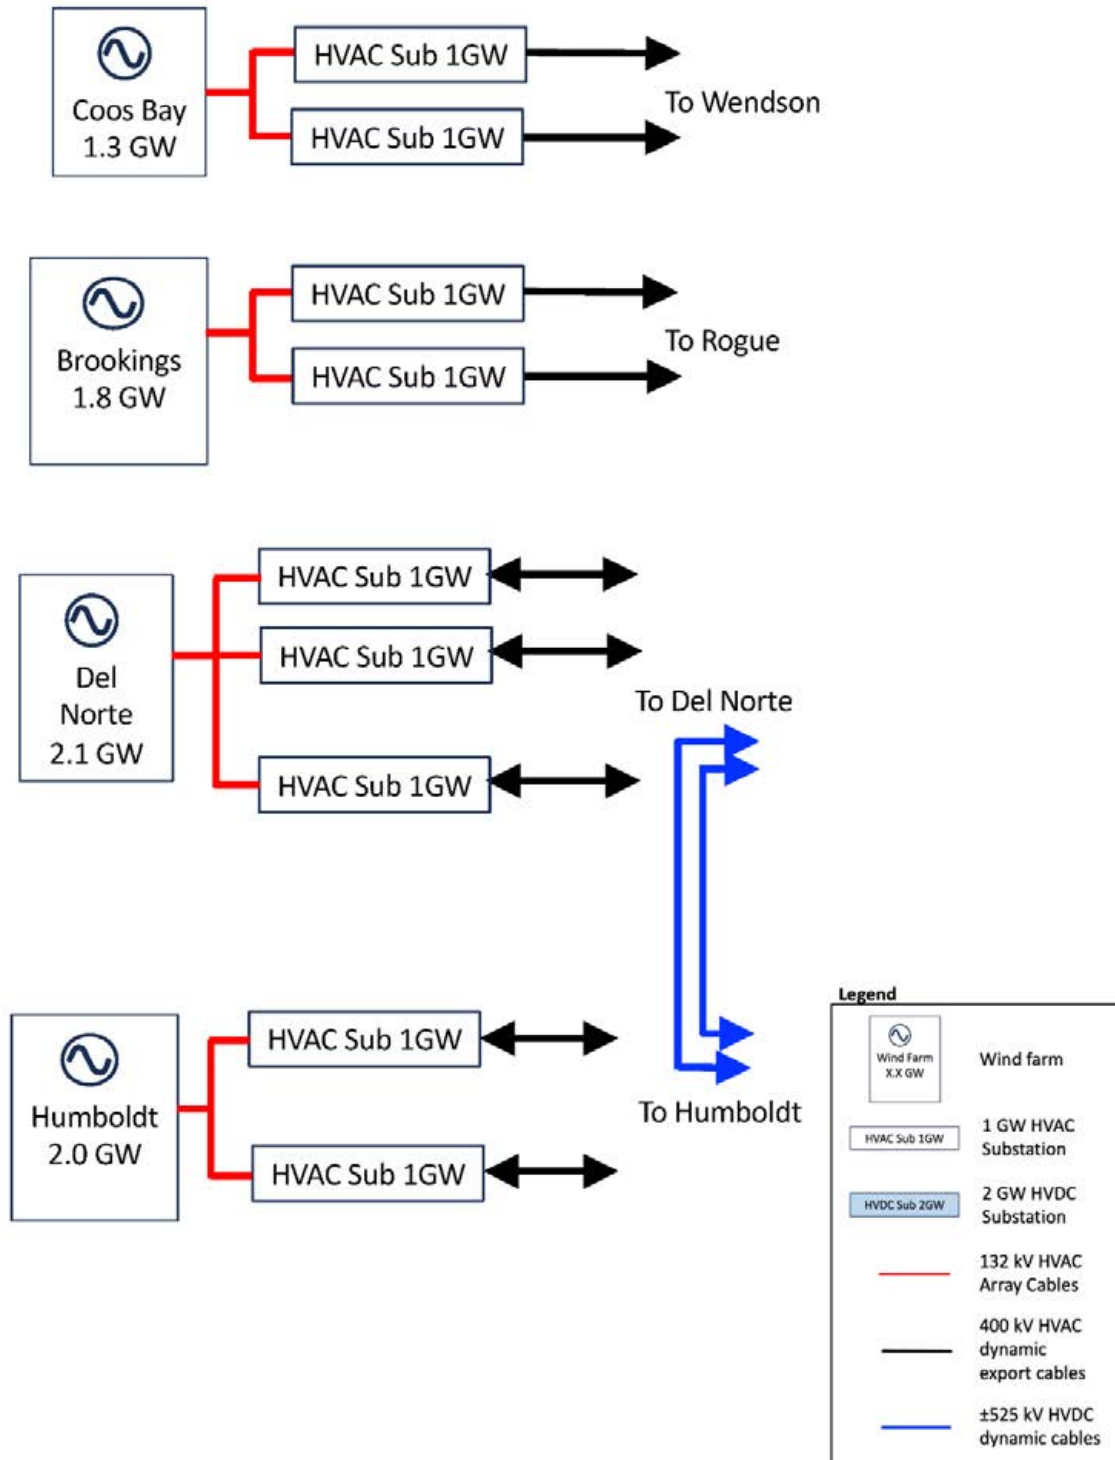 Coos Bay
1.3 GW
HVAC Sub 1GW
HVAC Sub 1GW
To Wendson
Brookings
1.8 GW
HVAC Sub 1GW
HVAC Sub 1GW
To Rogue
Del
Norte
2.1 GW
HVAC Sub 1GW
HVAC Sub 1GW
HVAC Sub 1GW
To Del Norte
Humboldt
2.0 GW
HVAC Sub 1GW
HVAC Sub 1GW
To Humboldt
Legend
Wind Farm
X.X GW
Wind farm
HVAC Sub 1GW
1 GW HVAC
Substation
HVDC Sub 2GW
2 GW HVDC
Substation
132 kV HVAC
Array Cables
400 kV HVAC
dynamic
export cables
±525 kV HVDC
dynamic cables